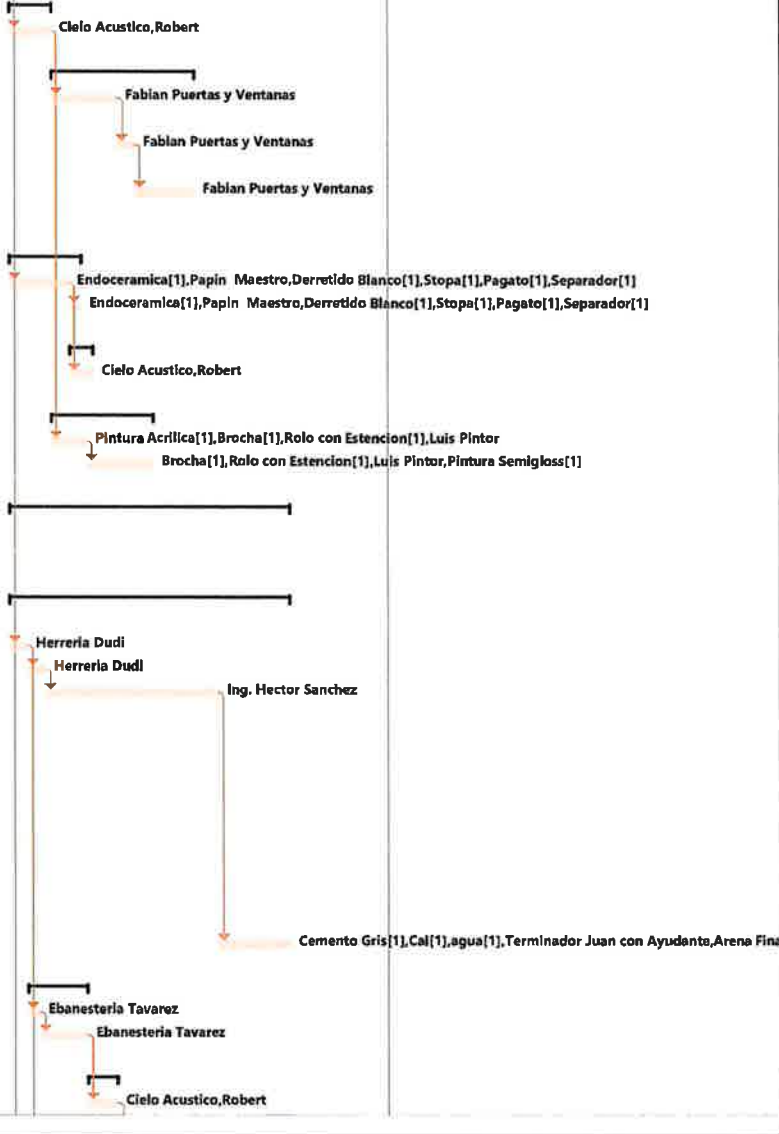 Cielo Acustico,Robert
Fabian Puertas y Ventanas
Fabian Puertas y Ventanas
Fabian Puertas y Ventanas
Endoceramica[1],Papin Maestro,Derretido Blanco[1],Stopa[1],Pagato[1],Separador[1]
Endoceramica[1],Papin Maestro,Derretido Blanco[1],Stopa[1],Pagato[1],Separador[1]
Cielo Acustico,Robert
Pintura Acrilica[1],Brocha[1],Rolo con Estencion[1],Luis Pintor
Brocha[1],Rolo con Estencion[1],Luis Pintor,Pintura Semigloss[1]
Herreria Dudi
Herreria Dudi
Ing. Hector Sanchez
Cemento Gris[1],Cal[1],agua[1],Terminador Juan con Ayudante,Arena Fina
Ebanesteria Tavarez
Ebanesteria Tavarez
Cielo Acustico,Robert